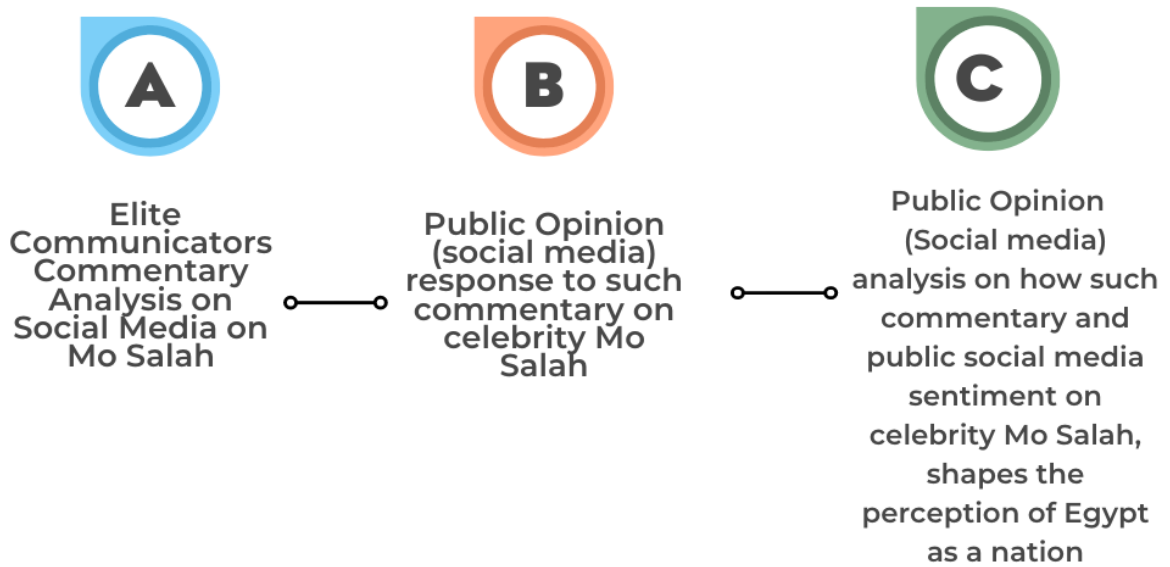 A
Elite
Communicators
Commentary
Analysis on
Social Media on
Mo Salah
B
Public Opinion
(social media)
response to such
commentary on
celebrity Mo
Salah
C
Public Opinion
(Social media)
analysis on how such
commentary and
public social media
sentiment on
celebrity Mo Salah,
shapes the
perception of Egypt
as a nation